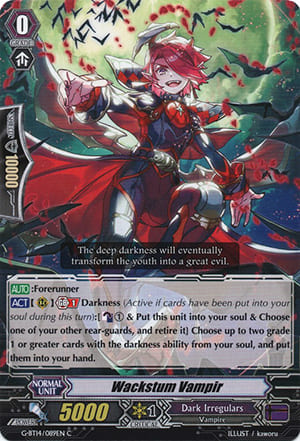 0
10000
The deep darkness will eventually
transform the youth into a great evil.
AUTO :Forerunner
ACT 1 1 Darkness (Active if cards have been put into your
soul during this turn):[ 1 & Put this unit into your soul & Choose
one of your other rear-guards, and retire it] Choose up to two grade
1 or greater cards with the darkness ability from your soul, and put
them into your hand.
NORMAL
UNIT
Wackstum Vampir
POWER
5000
1
CRITICAL
Dark Irregulars
Vampire
G-BT14/089EN C
ILLUST / kaworu